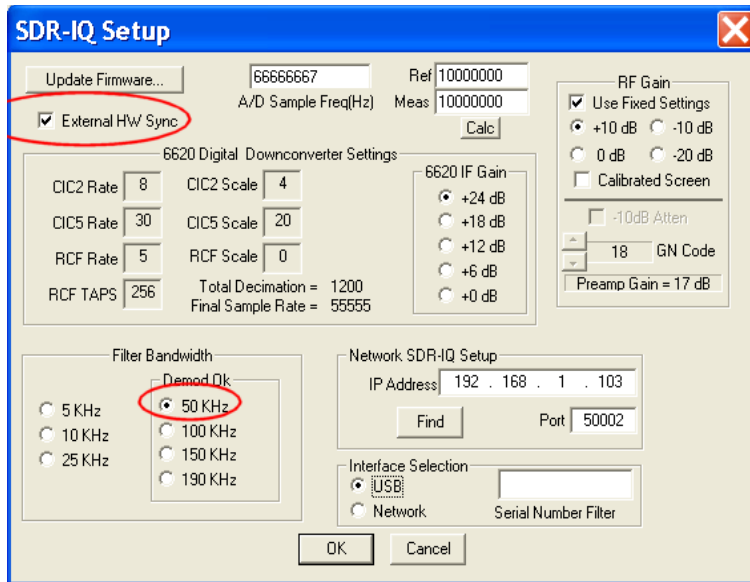 SDR-IQ Setup
Update Firmware...
66666667
A/D Sample Freq(Hz)
Ref 10000000
Meas 10000000
Calc
External HW Sync
RF Gain
Use Fixed Settings
+10 dB -10 dB
0 dB -20 dB
Calibrated Screen
-10dB Atten
18 GN Code
Preamp Gain = 17 dB
6620 Digital Downconverter Settings
CIC2 Rate 8 CIC2 Scale 4
CIC5 Rate 30 CIC5 Scale 20
RCF Rate 5 RCF Scale 0
RCF TAPS 256
Total Decimation = 1200
Final Sample Rate = 55555
6620 IF Gain
+24 dB
+18 dB
+12 dB
+6 dB
+0 dB
Filter Bandwidth
5 KHz
10 KHz
25 KHz
Demod Ok
50 KHz
100 KHz
150 KHz
190 KHz
Network SDR-IQ Setup
IP Address 192 . 168 . 1 . 103
Find
Port 50002
Interface Selection
USB
Network
Serial Number Filter
OK
Cancel